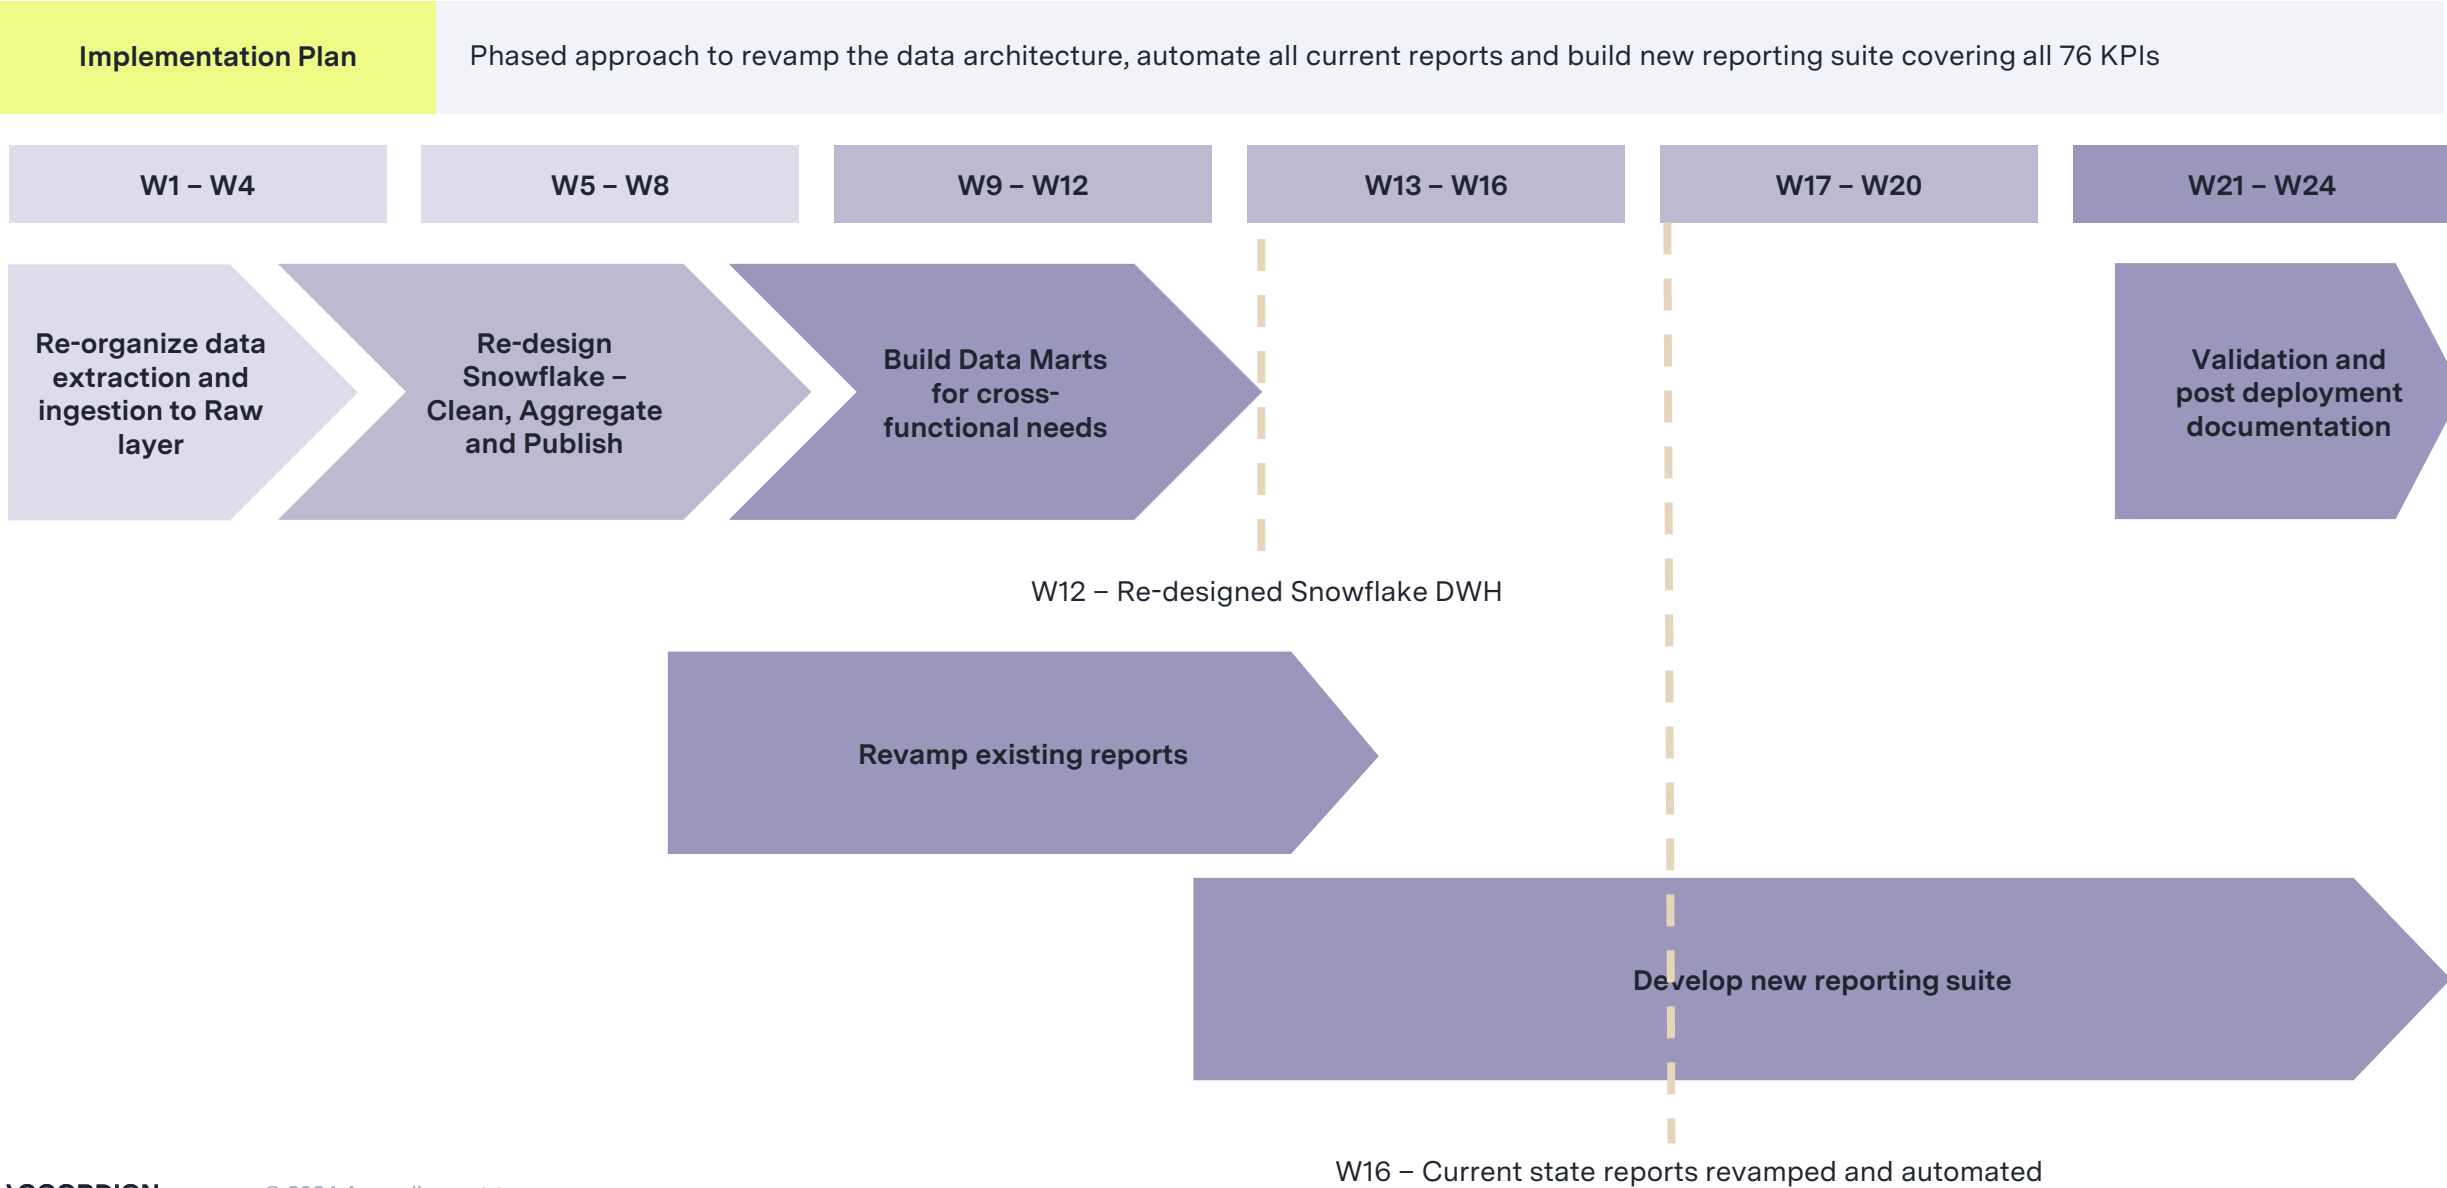 Implementation Plan
Phased approach to revamp the data architecture, automate all current reports and build new reporting suite covering all 76 KPIs
W1 – W4
W5 – W8
W9 – W12
W13 – W16
W17 – W20
W21 – W24
Re-organize data
extraction and
ingestion to Raw
layer
Re-design
Snowflake –
Clean, Aggregate
and Publish
Build Data Marts
for cross-
functional needs
Validation and
post deployment
documentation
W12 – Re-designed Snowflake DWH
Revamp existing reports
Develop new reporting suite
W16 – Current state reports revamped and automated
ACCORDION